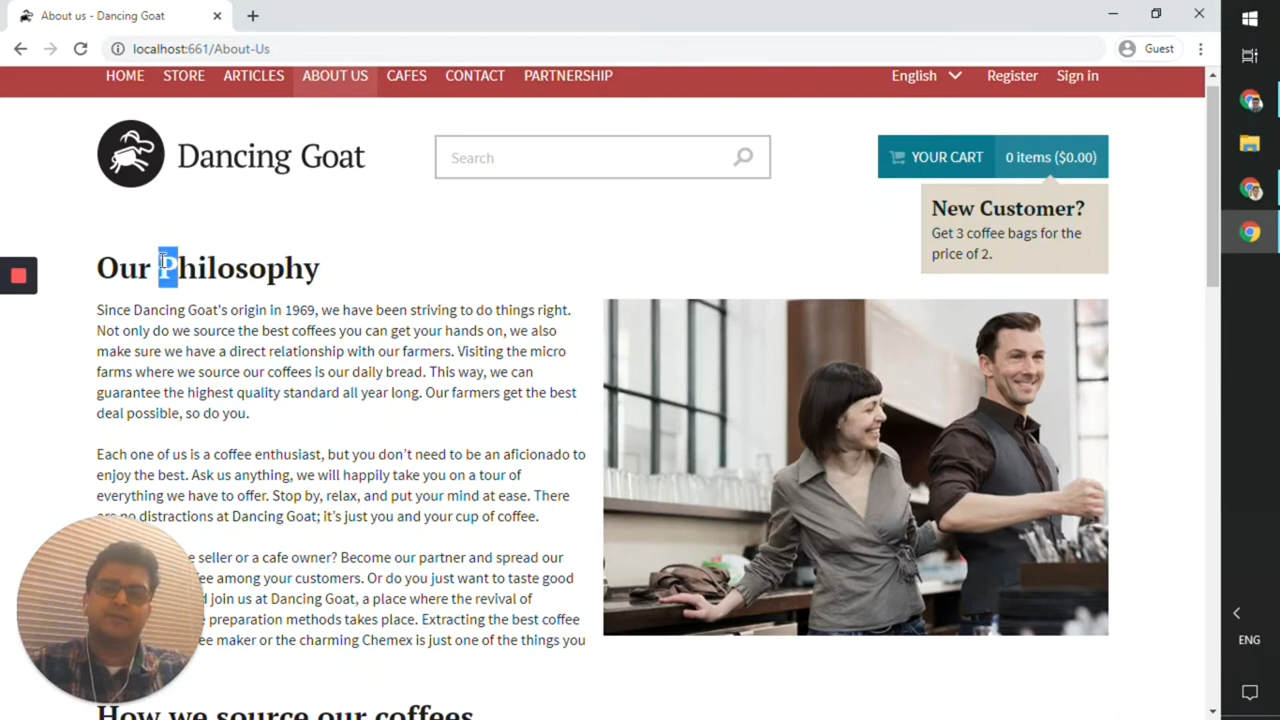 About us - Dancing Goat
localhost:661/About-Us
Guest
HOME STORE ARTICLES ABOUT US CAFES CONTACT PARTNERSHIP English Register Sign in
Dancing Goat
Search
YOUR CART 0 items ($0.00)
New Customer?
Get 3 coffee bags for the
price of 2.
Our Philosophy
Since Dancing Goat's origin in 1969, we have been striving to do things right.
Not only do we source the best coffees you can get your hands on, we also
make sure we have a direct relationship with our farmers. Visiting the micro
farms where we source our coffees is our daily bread. This way, we can
guarantee the highest quality standard all year long. Our farmers get the best
deal possible, so do you.
Each one of us is a coffee enthusiast, but you don’t need to be an aficionado to
enjoy the best. Ask us anything, we will happily take you on a tour of
everything we have to offer. Stop by, relax, and put your mind at ease. There
are no distractions at Dancing Goat; it’s just you and your cup of coffee.
seller or a cafe owner? Become our partner and spread our
among your customers. Or do you just want to taste good
join us at Dancing Goat, a place where the revival of
preparation methods takes place. Extracting the best coffee
maker or the charming Chemex is just one of the things you
How we source our coffees
ENG